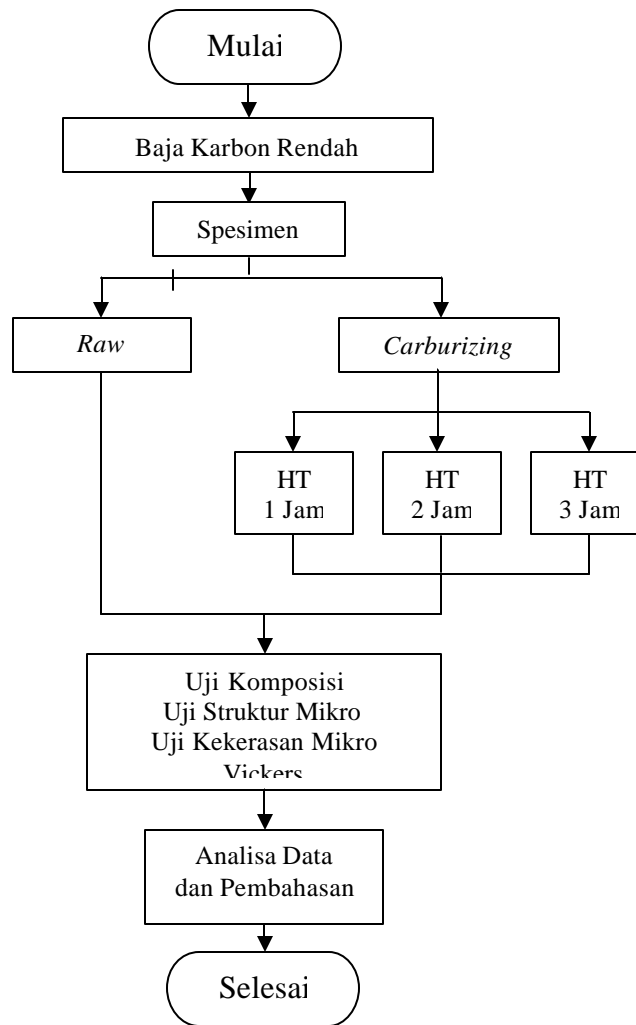 Mulai
Baja Karbon Rendah
Spesimen
Raw
Carburizing
HT
1 Jam
HT
2 Jam
HT
3 Jam
Uji Komposisi
Uji Struktur Mikro
Uji Kekerasan Mikro
Vickers
Analisa Data
dan Pembahasan
Selesai